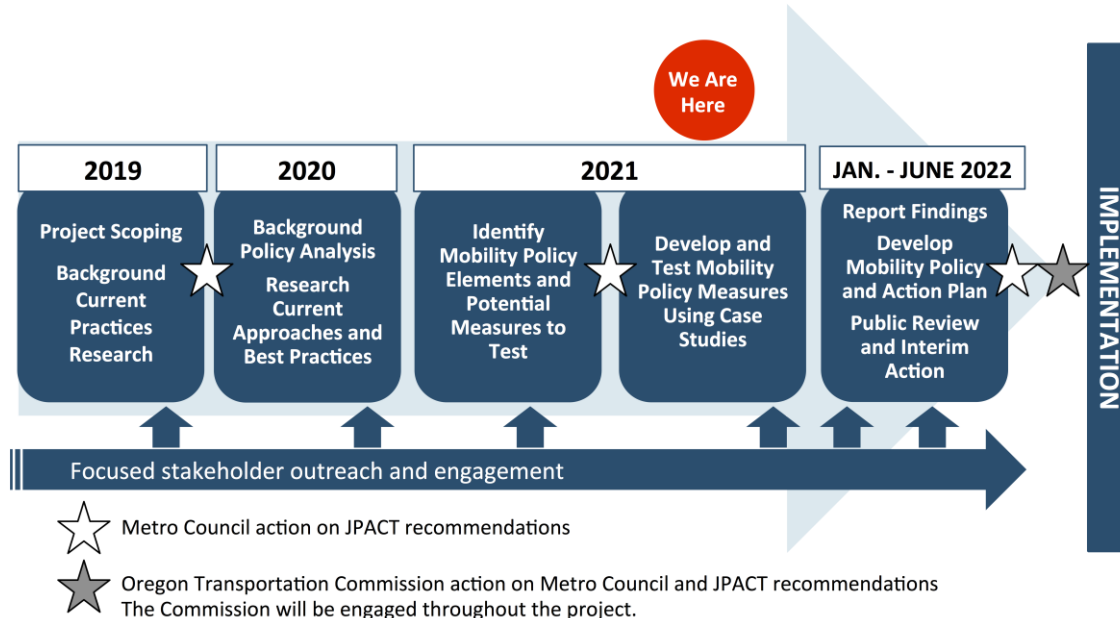 We Are
Here
2019
2020
2021
JAN. - JUNE 2022
Project Scoping
Background
Current
Practices
Research
Background
Policy Analysis
Research
Current
Approaches and
Best Practices
Identify
Mobility Policy
Elements and
Potential
Measures to
Test
Develop and
Test Mobility
Policy Measures
Using Case
Studies
Report Findings
Develop
Mobility Policy
and Action Plan
Public Review
and Interim
Action
IMPLEMENTATION
Focused stakeholder outreach and engagement
Metro Council action on JPACT recommendations
Oregon Transportation Commission action on Metro Council and JPACT recommendations
The Commission will be engaged throughout the project.